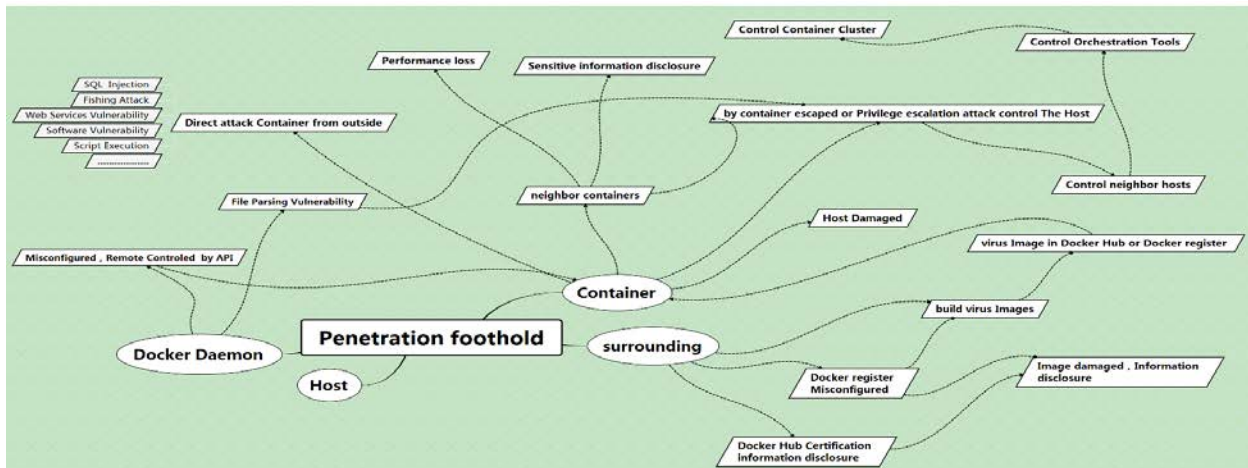 Control Container Cluster
Control Orchestration Tools
Performance loss
Sensitive information disclosure
SQL Injection
Fishing Attack
Web Services Vulnerability
Software Vulnerability
Script Execution
..................
Direct attack Container from outside
by container escaped or Privilege escalation attack control The Host
Control neighbor hosts
neighbor containers
File Parsing Vulnerability
Host Damaged
virus Image in Docker Hub or Docker register
Misconfigured , Remote Controled by API
Container
build virus Images
Penetration foothold
surrounding
Docker Daemon
Host
Docker register
Misconfigured
Image damaged , Information
disclosure
Docker Hub Certification
information disclosure